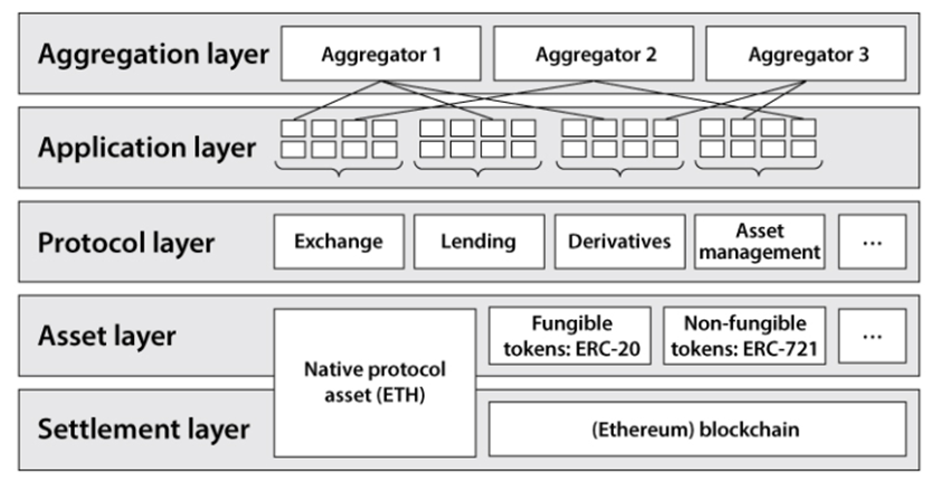 Aggregation layer
Aggregator 1
Aggregator 2
Aggregator 3
Application layer
Protocol layer
Exchange
Lending
Derivatives
Asset
management
...
Asset layer
Native protocol
asset (ETH)
Fungible
tokens: ERC-20
Non-fungible
tokens: ERC-721
...
Settlement layer
(Ethereum) blockchain